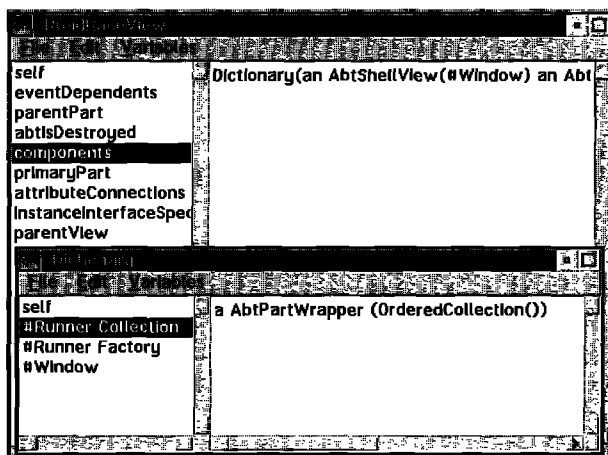 File Edit Variables
self
eventDependents
parentPart
abtIsDestroyed
components
primaryPart
attributeConnections
instanceInterfaceSpec
parentView
Dictionary(an AbtShellView(#Window) an Abt
Dictionary
File Edit Variables
self
#Runner Collection
#Runner Factory
#Window
a AbtPartWrapper (OrderedCollection())